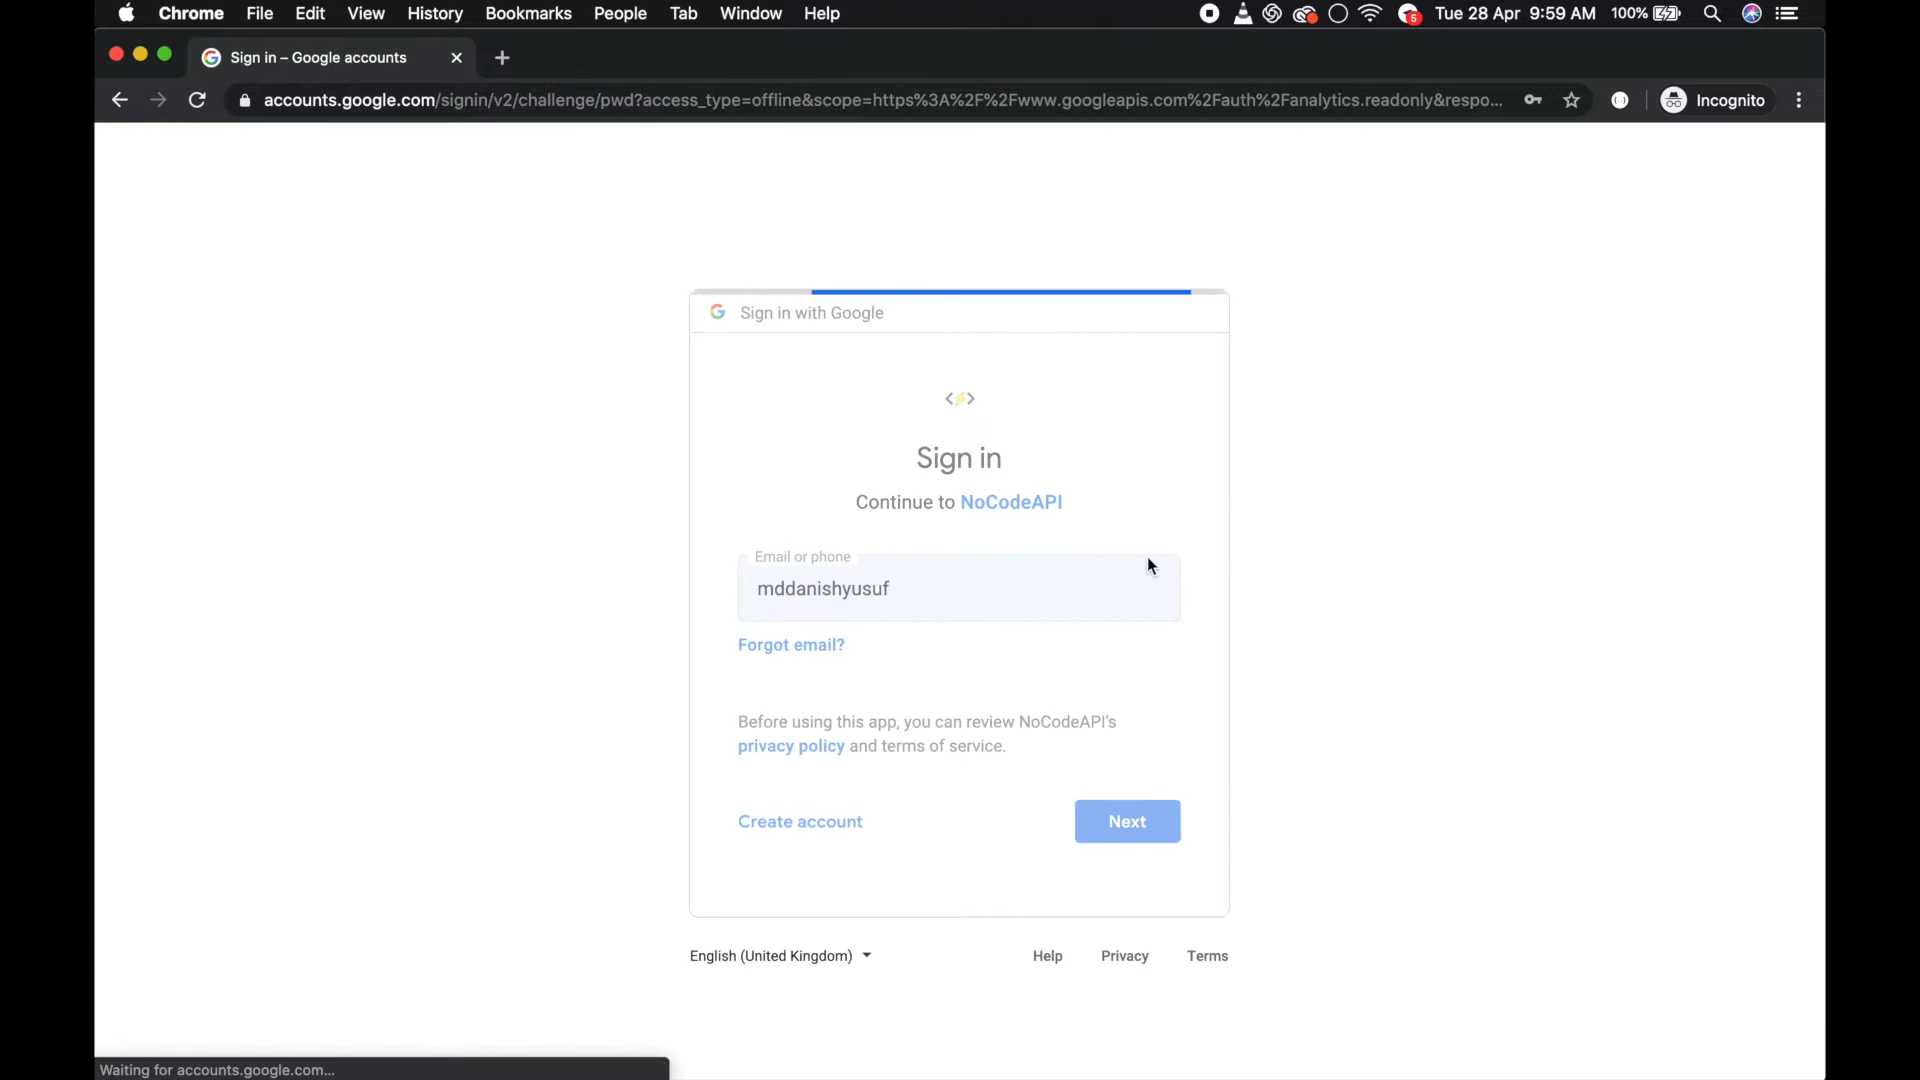 Chrome File Edit View History Bookmarks People Tab Window Help 5 Tue 28 Apr 9:59 AM 100%
Sign in – Google accounts
accounts.google.com/signin/v2/challenge/pwd?access_type=offline&scope=https%3A%2F%2Fwww.googleapis.com%2Fauth%2Fanalytics.readonly&respo... Incognito
Sign in with Google
Sign in
Continue to NoCodeAPI
Email or phone
mddanishyusuf
Forgot email?
Before using this app, you can review NoCodeAPI's
privacy policy and terms of service.
Create account Next
English (United Kingdom) Help Privacy Terms
Waiting for accounts.google.com...